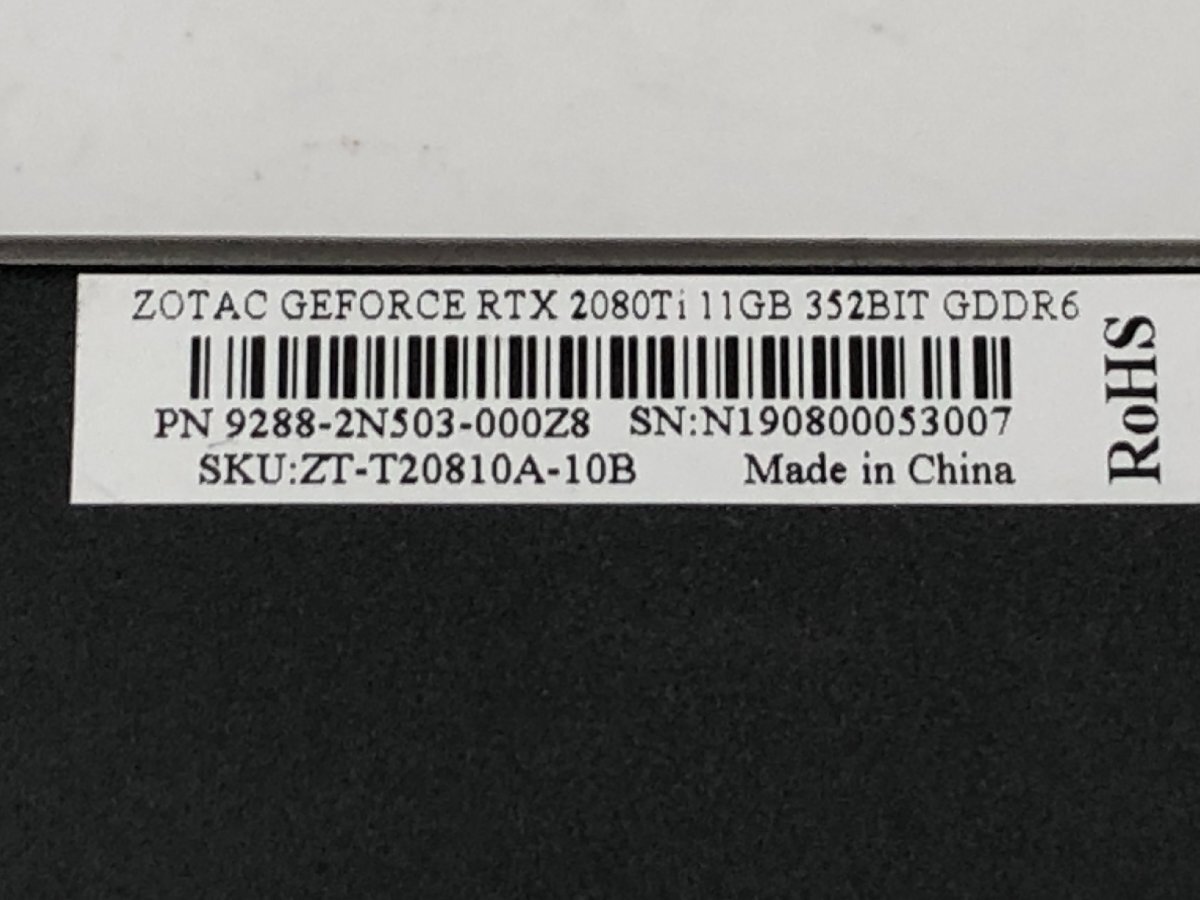 ZOTAC GEFORCE RTX 2080Ti 11GB 352BIT GDDR6
PN 9288-2N503-000Z8 SN:N190800053007
SKU:ZT-T20810A-10B Made in China
RoHS